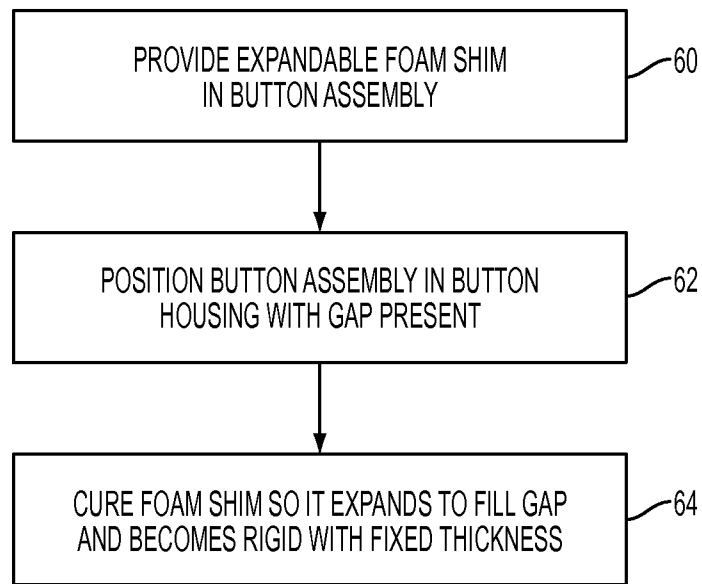 PROVIDE EXPANDABLE FOAM SHIM
IN BUTTON ASSEMBLY
60
POSITION BUTTON ASSEMBLY IN BUTTON
HOUSING WITH GAP PRESENT
62
CURE FOAM SHIM SO IT EXPANDS TO FILL GAP
AND BECOMES RIGID WITH FIXED THICKNESS
64